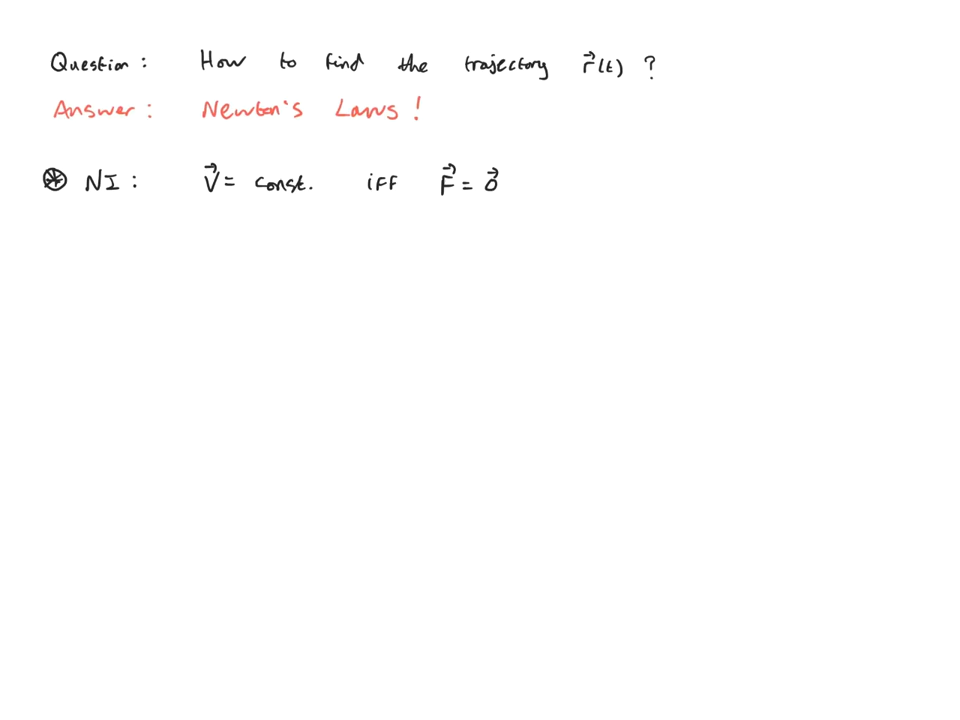 Question : How to find the trajectory r⃗(t) ?
Answer : Newton's Laws !
⊛ NI : V⃗ = const. iff F⃗ = 0⃗